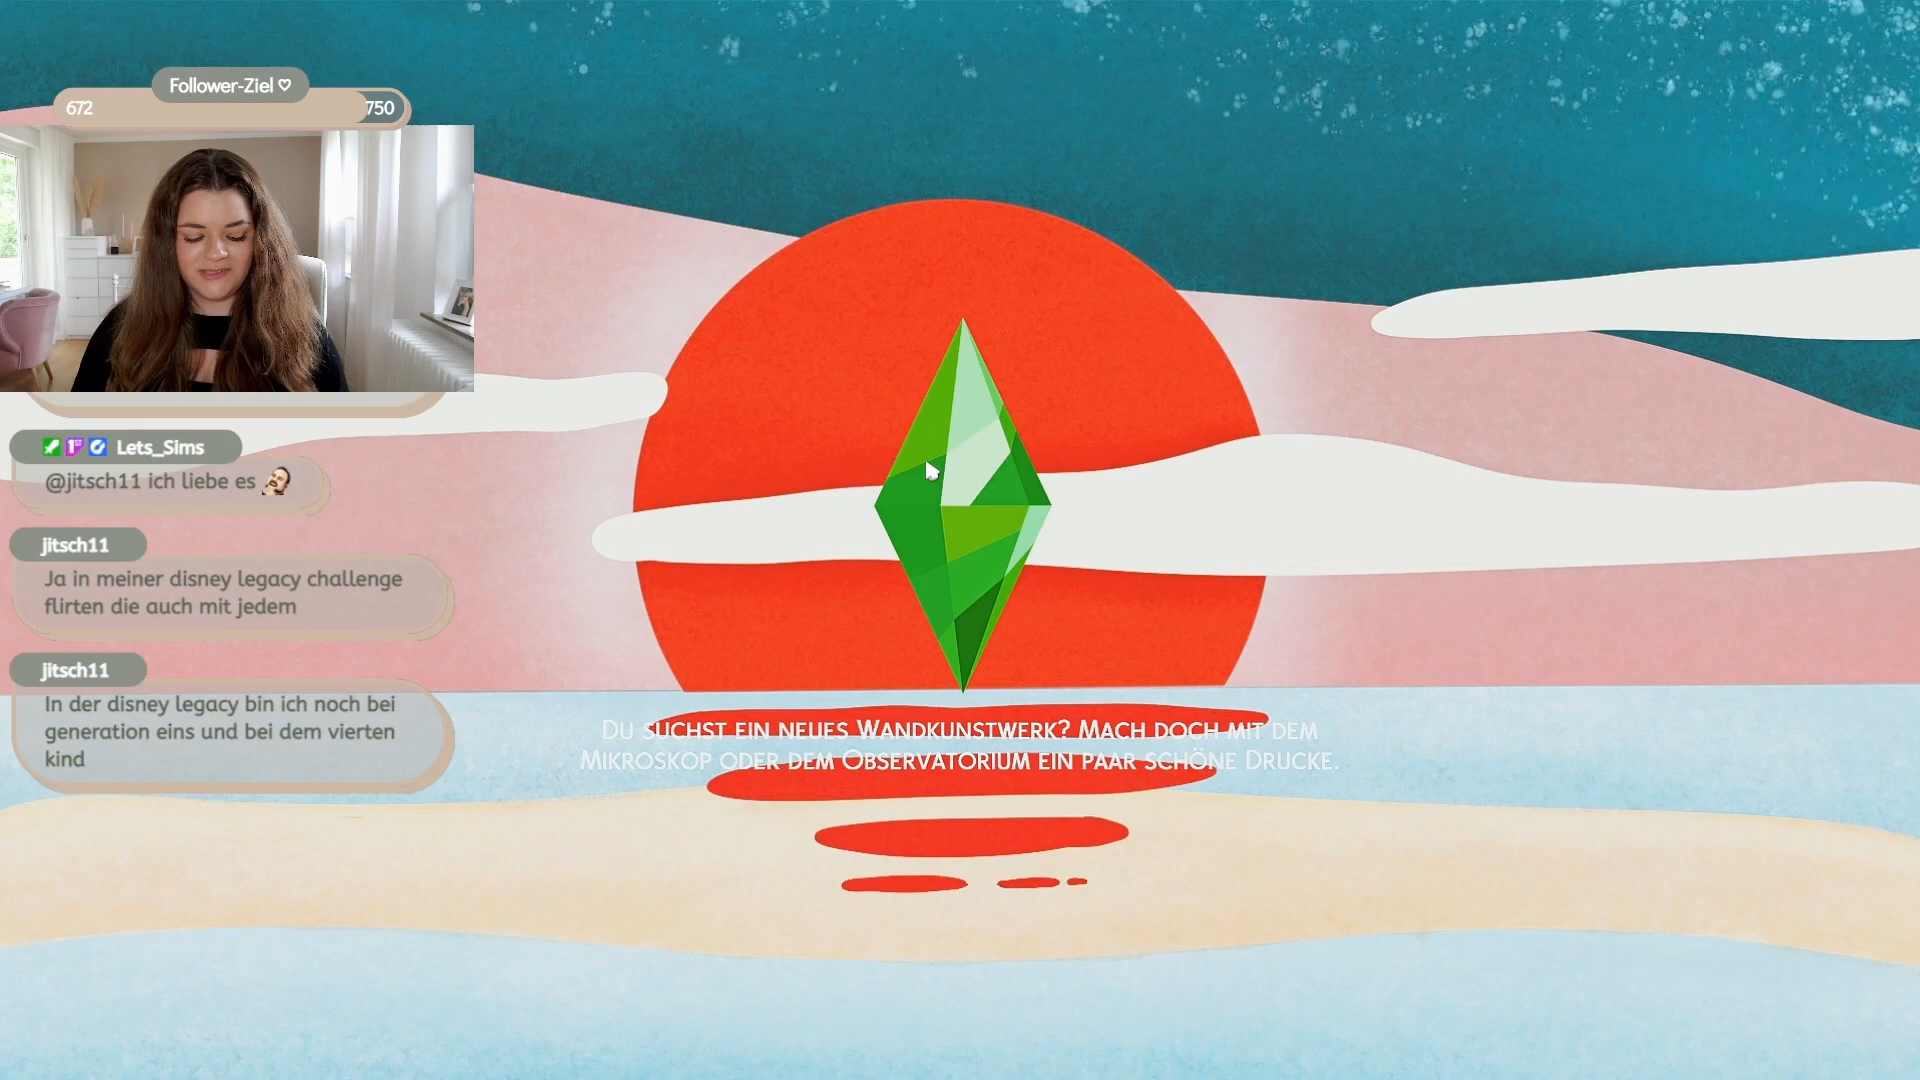 Follower-Ziel ♡
672
750
Lets_Sims
@jitsch11 ich liebe es
jitsch11
Ja in meiner disney legacy challenge
flirten die auch mit jedem
jitsch11
In der disney legacy bin ich noch bei
generation eins und bei dem vierten
kind
Du suchst ein neues Wandkunstwerk? Mach doch mit dem
Mikroskop oder dem Observatorium ein paar schöne Drucke.